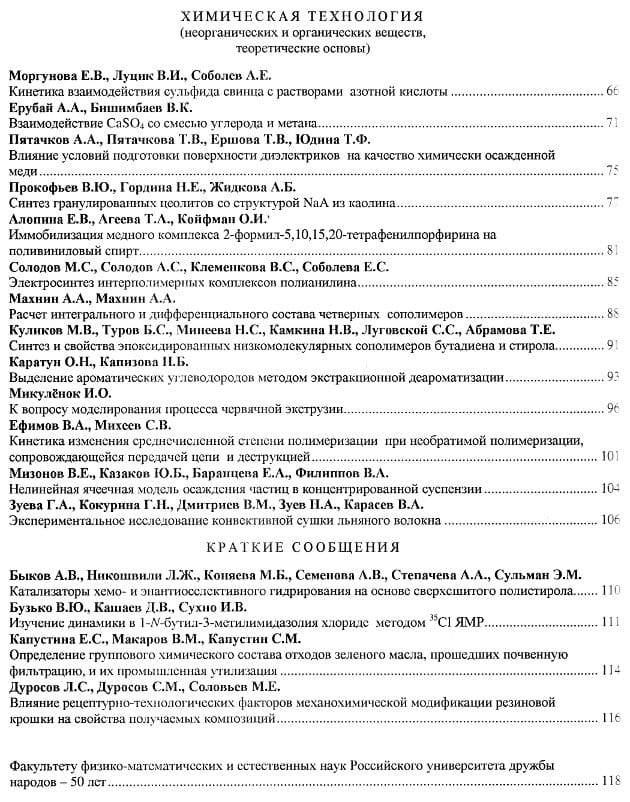 ХИМИЧЕСКАЯ ТЕХНОЛОГИЯ
(неорганических и органических веществ,
теоретические основы)
Моргунова Е.В., Луцик В.И., Соболев А.Е.
Кинетика взаимодействия сульфида свинца с растворами азотной кислоты 66
Ерубай А.А., Бишимбаев В.К.
Взаимодействие CaSO4 со смесью углерода и метана 71
Пятачков А.А., Пятачкова Т.В., Ершова Т.В., Юдина Т.Ф.
Влияние условий подготовки поверхности диэлектриков на качество химически осажденной
меди 75
Прокофьев В.Ю., Гордина Н.Е., Жидкова А.Б.
Синтез гранулированных цеолитов со структурой NaA из каолина 77
Алопина Е.В., Агеева Т.А., Койфман О.И.
Иммобилизация медного комплекса 2-формил-5,10,15,20-тетрафенилпорфирина на
поливиниловый спирт 81
Солодов М.С., Солодов А.С., Клеменкова В.С., Соболева Е.С.
Электросинтез интерполимерных комплексов полианилина 85
Махнин А.А., Махнин А.А.
Расчет интегрального и дифференциального состава четверных сополимеров 88
Куликов М.В., Туров Б.С., Минеева Н.С., Камкина Н.В., Луговской С.С., Абрамова Т.Е.
Синтез и свойства эпоксидированных низкомолекулярных сополимеров бутадиена и стирола 91
Каратун О.Н., Капизова Н.Б.
Выделение ароматических углеводородов методом экстракционной деароматизации 93
Микулёнок И.О.
К вопросу моделирования процесса червячной экструзии 96
Ефимов В.А., Михеев С.В.
Кинетика изменения среднечисленной степени полимеризации при необратимой полимеризации,
сопровождающейся передачей цепи и деструкцией 101
Мизонов В.Е., Казаков Ю.Б., Баранцева Е.А., Филиппов В.А.
Нелинейная ячеечная модель осаждения частиц в концентрированной суспензии 104
Зуева Г.А., Кокурина Г.Н., Дмитриев В.М., Зуев Н.А., Карасев В.А.
Экспериментальное исследование конвективной сушки льняного волокна 106
КРАТКИЕ СООБЩЕНИЯ
Быков А.В., Никошвили Л.Ж., Коняева М.Б., Семенова А.В., Степачева А.А., Сульман Э.М.
Катализаторы хемо- и энантиоселективного гидрирования на основе сверхсшитого полистирола 110
Бузько В.Ю., Кашаев Д.В., Сухно И.В.
Изучение динамики в 1-N-бутил-3-метилимидазолия хлориде методом 35Cl ЯМР 111
Капустина Е.С., Макаров В.М., Капустин С.М.
Определение группового химического состава отходов зеленого масла, прошедших почвенную
фильтрацию, и их промышленная утилизация 114
Дуросов Л.С., Дуросов С.М., Соловьев М.Е.
Влияние рецептурно-технологических факторов механохимической модификации резиновой
крошки на свойства получаемых композиций 116
Факультету физико-математических и естественных наук Российского университета дружбы
народов – 50 лет 118